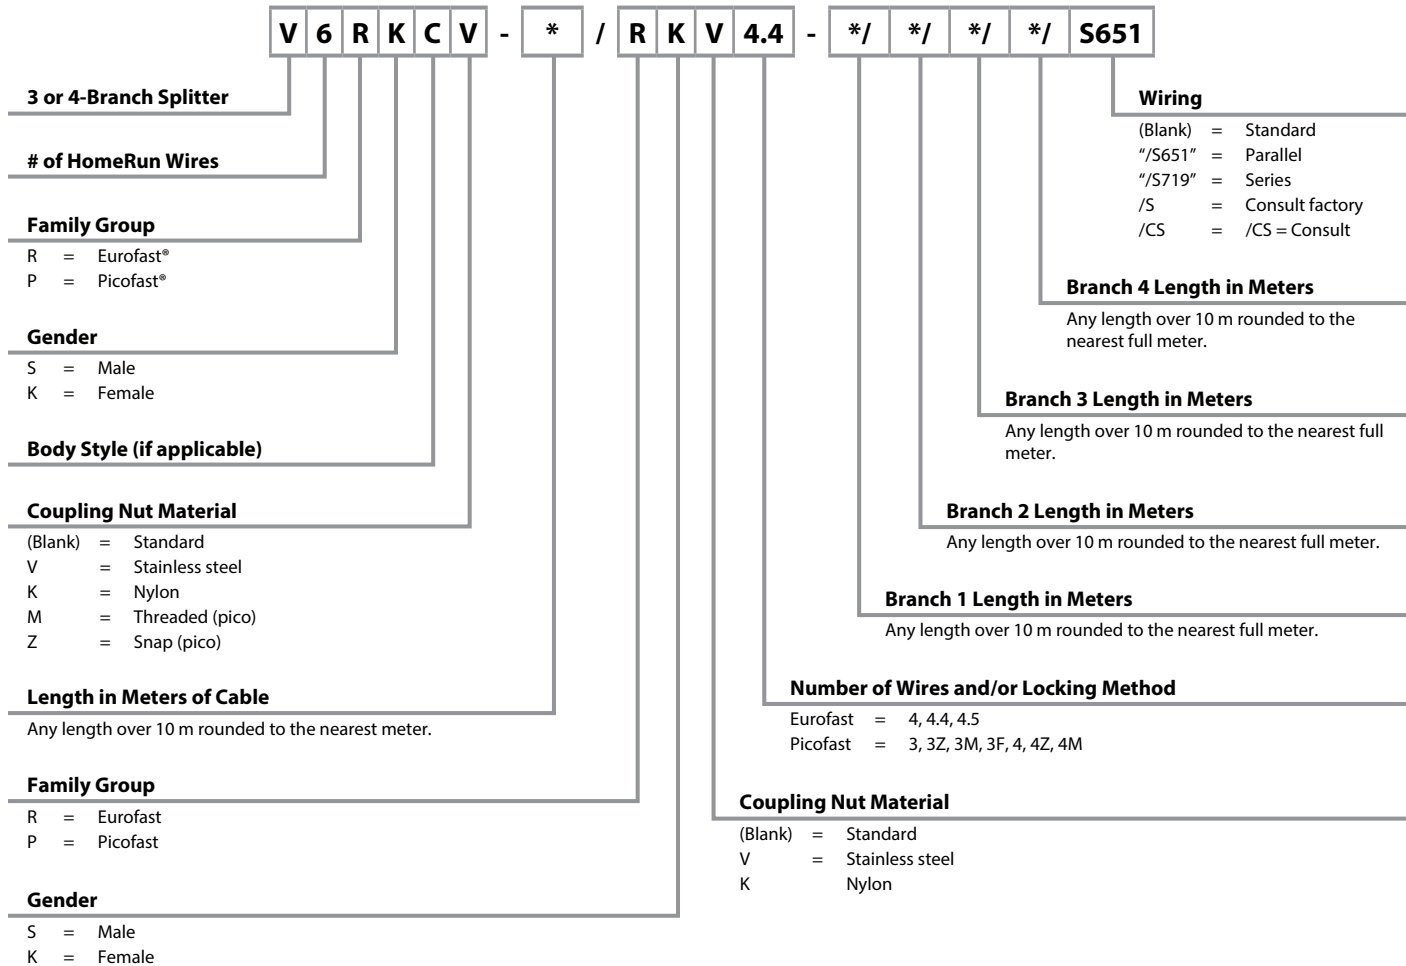 V 6 R K C V - * / R K V 4.4 - */ */ */ */ S651
3 or 4-Branch Splitter
# of HomeRun Wires
Family Group
R = Eurofast®
P = Picofast®
Gender
S = Male
K = Female
Body Style (if applicable)
Coupling Nut Material
(Blank) = Standard
V = Stainless steel
K = Nylon
M = Threaded (pico)
Z = Snap (pico)
Length in Meters of Cable
Any length over 10 m rounded to the nearest meter.
Family Group
R = Eurofast
P = Picofast
Gender
S = Male
K = Female
Wiring
(Blank) = Standard
"/S651" = Parallel
"/S719" = Series
/S = Consult factory
/CS = /CS = Consult
Branch 4 Length in Meters
Any length over 10 m rounded to the
nearest full meter.
Branch 3 Length in Meters
Any length over 10 m rounded to the nearest full
meter.
Branch 2 Length in Meters
Any length over 10 m rounded to the nearest full meter.
Branch 1 Length in Meters
Any length over 10 m rounded to the nearest full meter.
Number of Wires and/or Locking Method
Eurofast = 4, 4.4, 4.5
Picofast = 3, 3Z, 3M, 3F, 4, 4Z, 4M
Coupling Nut Material
(Blank) = Standard
V = Stainless steel
K Nylon